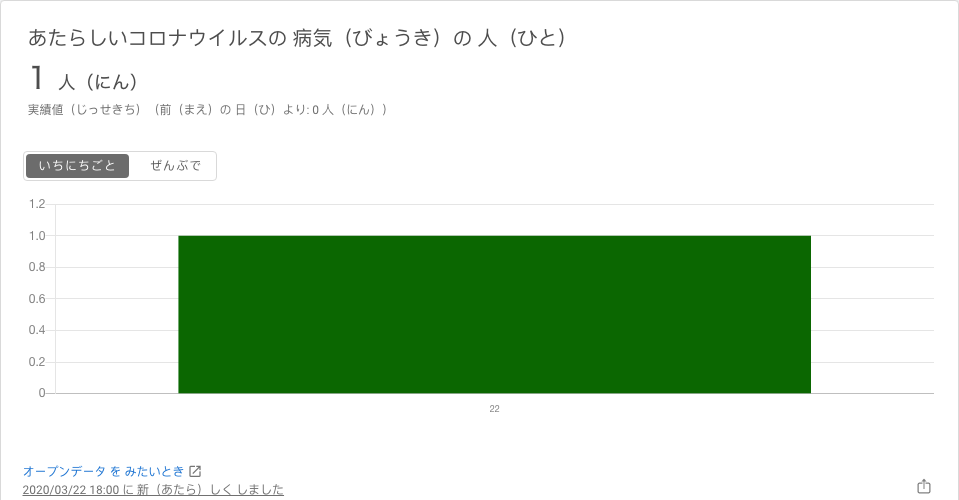 あたらしいコロナウイルスの 病気（びょうき）の 人（ひと）
1 人（にん）
実績値（じっせきち）（前（まえ）の 日（ひ）より: 0 人（にん））
いちにちごと ぜんぶで
1.2
1.0
0.8
0.6
0.4
0.2
0
22
オープンデータ を みたいとき
2020/03/22 18:00 に 新（あたら）しく しました